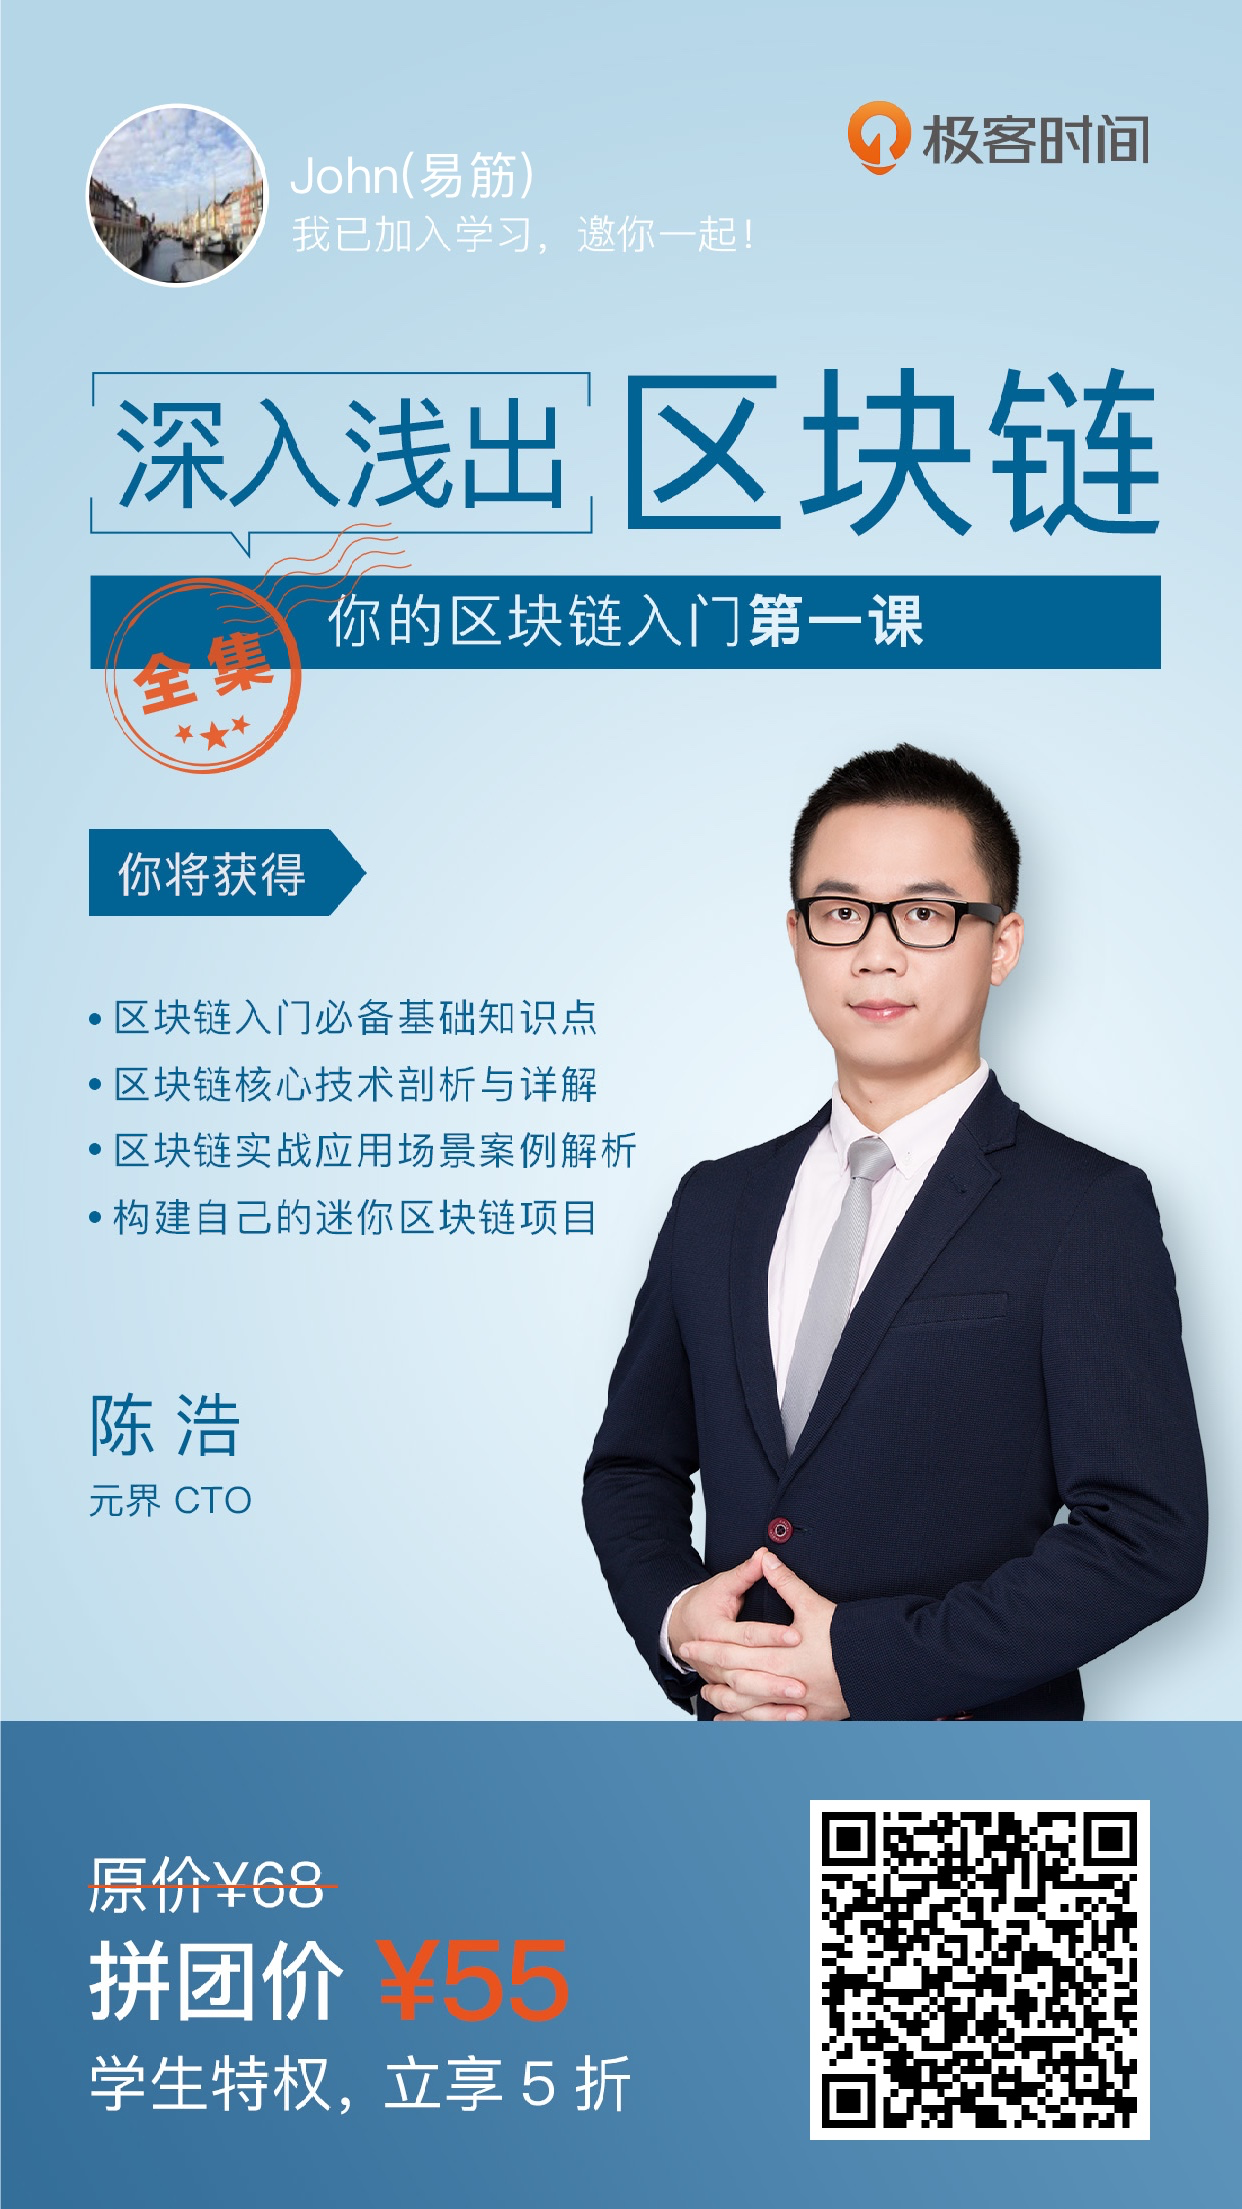 极客时间
John(易筋)
我已加入学习，邀你一起！
深入浅出 区块链
你的区块链入门第一课
全集
你将获得
• 区块链入门必备基础知识点
• 区块链核心技术剖析与详解
• 区块链实战应用场景案例解析
• 构建自己的迷你区块链项目
陈浩
元界 CTO
原价¥68
拼团价 ¥55
学生特权，立享 5 折